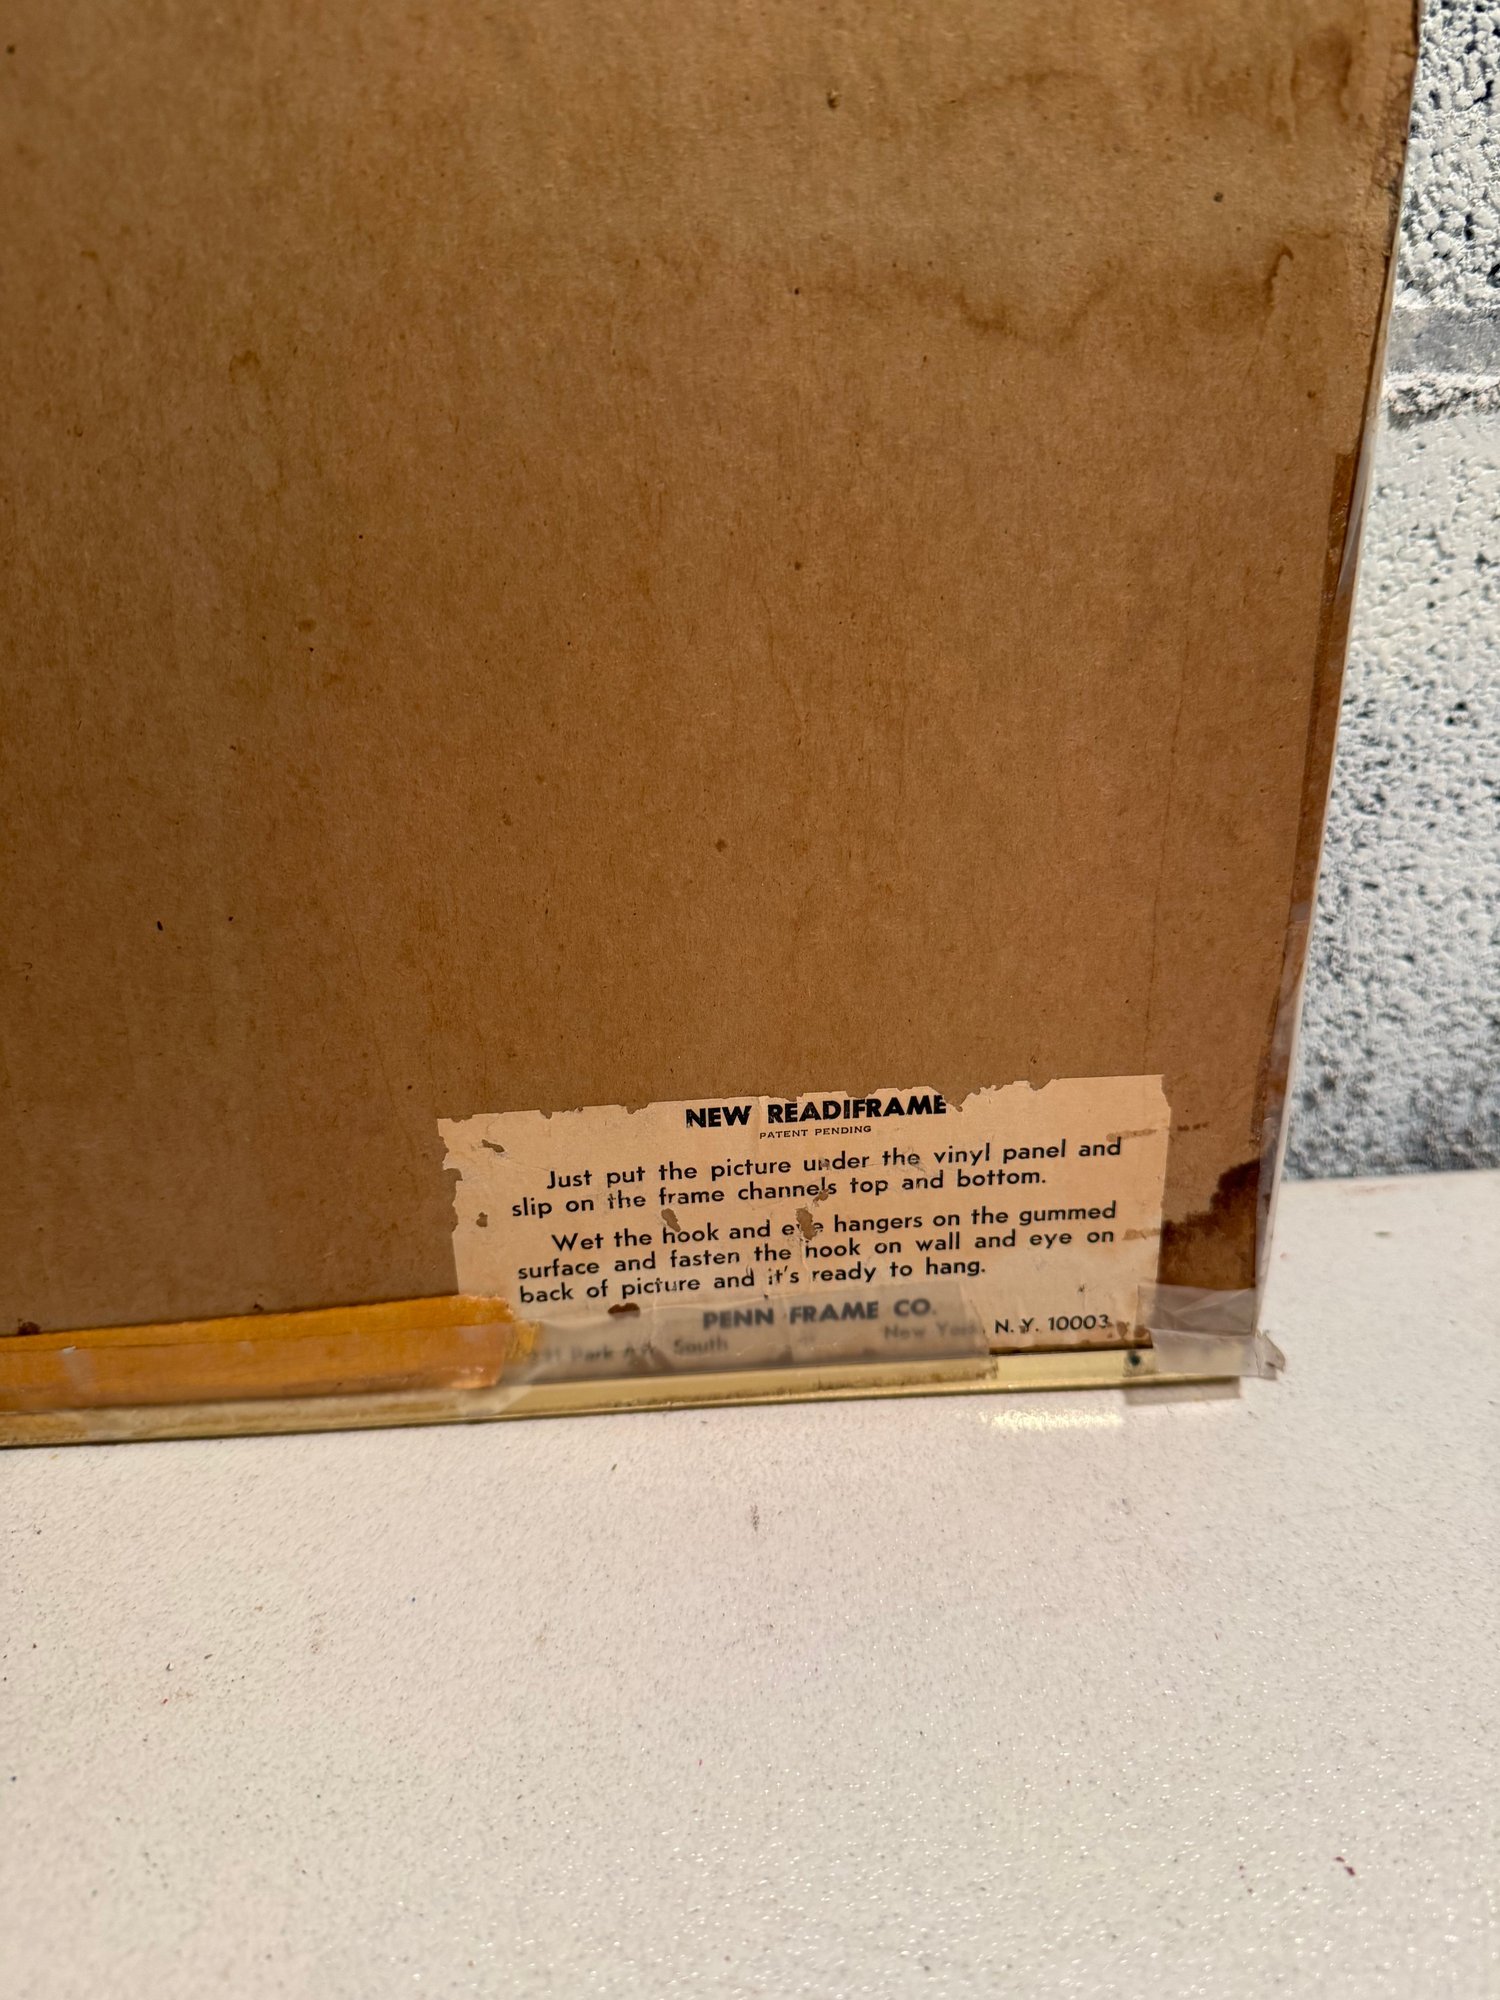 NEW READIFRAME
PATENT PENDING
Just put the picture under the vinyl panel and
slip on the frame channels top and bottom.
Wet the hook and eye hangers on the gummed
surface and fasten the hook on wall and eye on
back of picture and it's ready to hang.
PENN FRAME CO.
Park Ave. South New York, N. Y. 10003